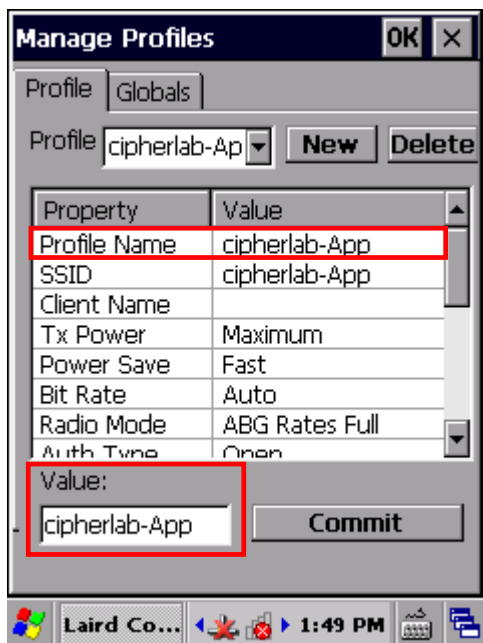 Manage Profiles OK ×
Profile Globals
Profile cipherlab-Ap New Delete
Property Value
Profile Name cipherlab-App
SSID cipherlab-App
Client Name
Tx Power Maximum
Power Save Fast
Bit Rate Auto
Radio Mode ABG Rates Full
Auth Type Open
Value:
cipherlab-App Commit
Laird Co... 1:49 PM